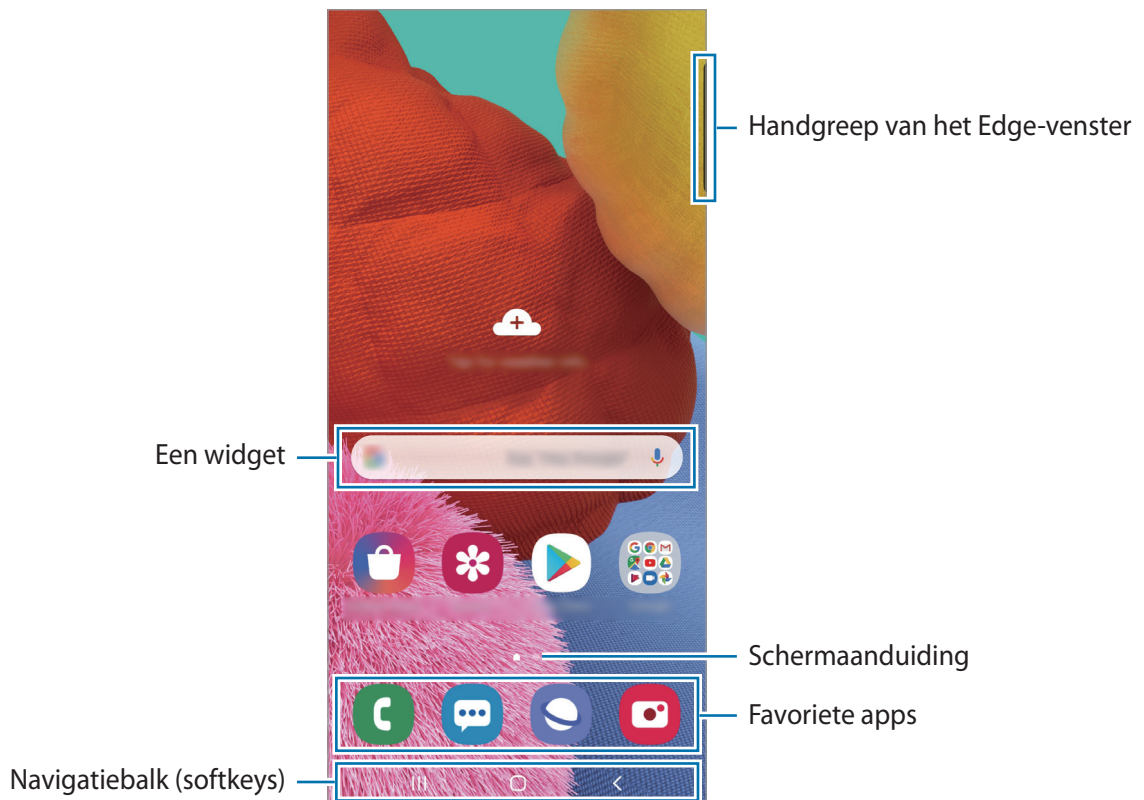 Handgreep van het Edge-venster
Een widget
Schermaanduiding
Favoriete apps
Navigatiebalk (softkeys)